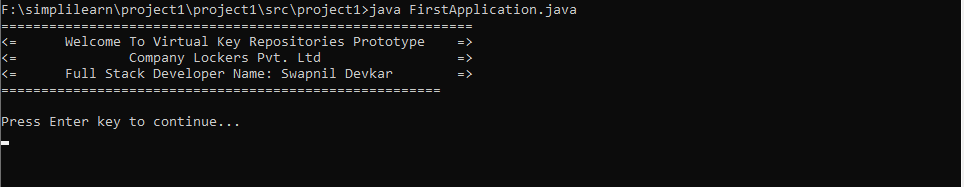 F:\simplilearn\project1\project1\src\project1>java FirstApplication.java
===========================================================
<=      Welcome To Virtual Key Repositories Prototype    =>
<=              Company Lockers Pvt. Ltd                 =>
<=      Full Stack Developer Name: Swapnil Devkar        =>
=======================================================
Press Enter key to continue...